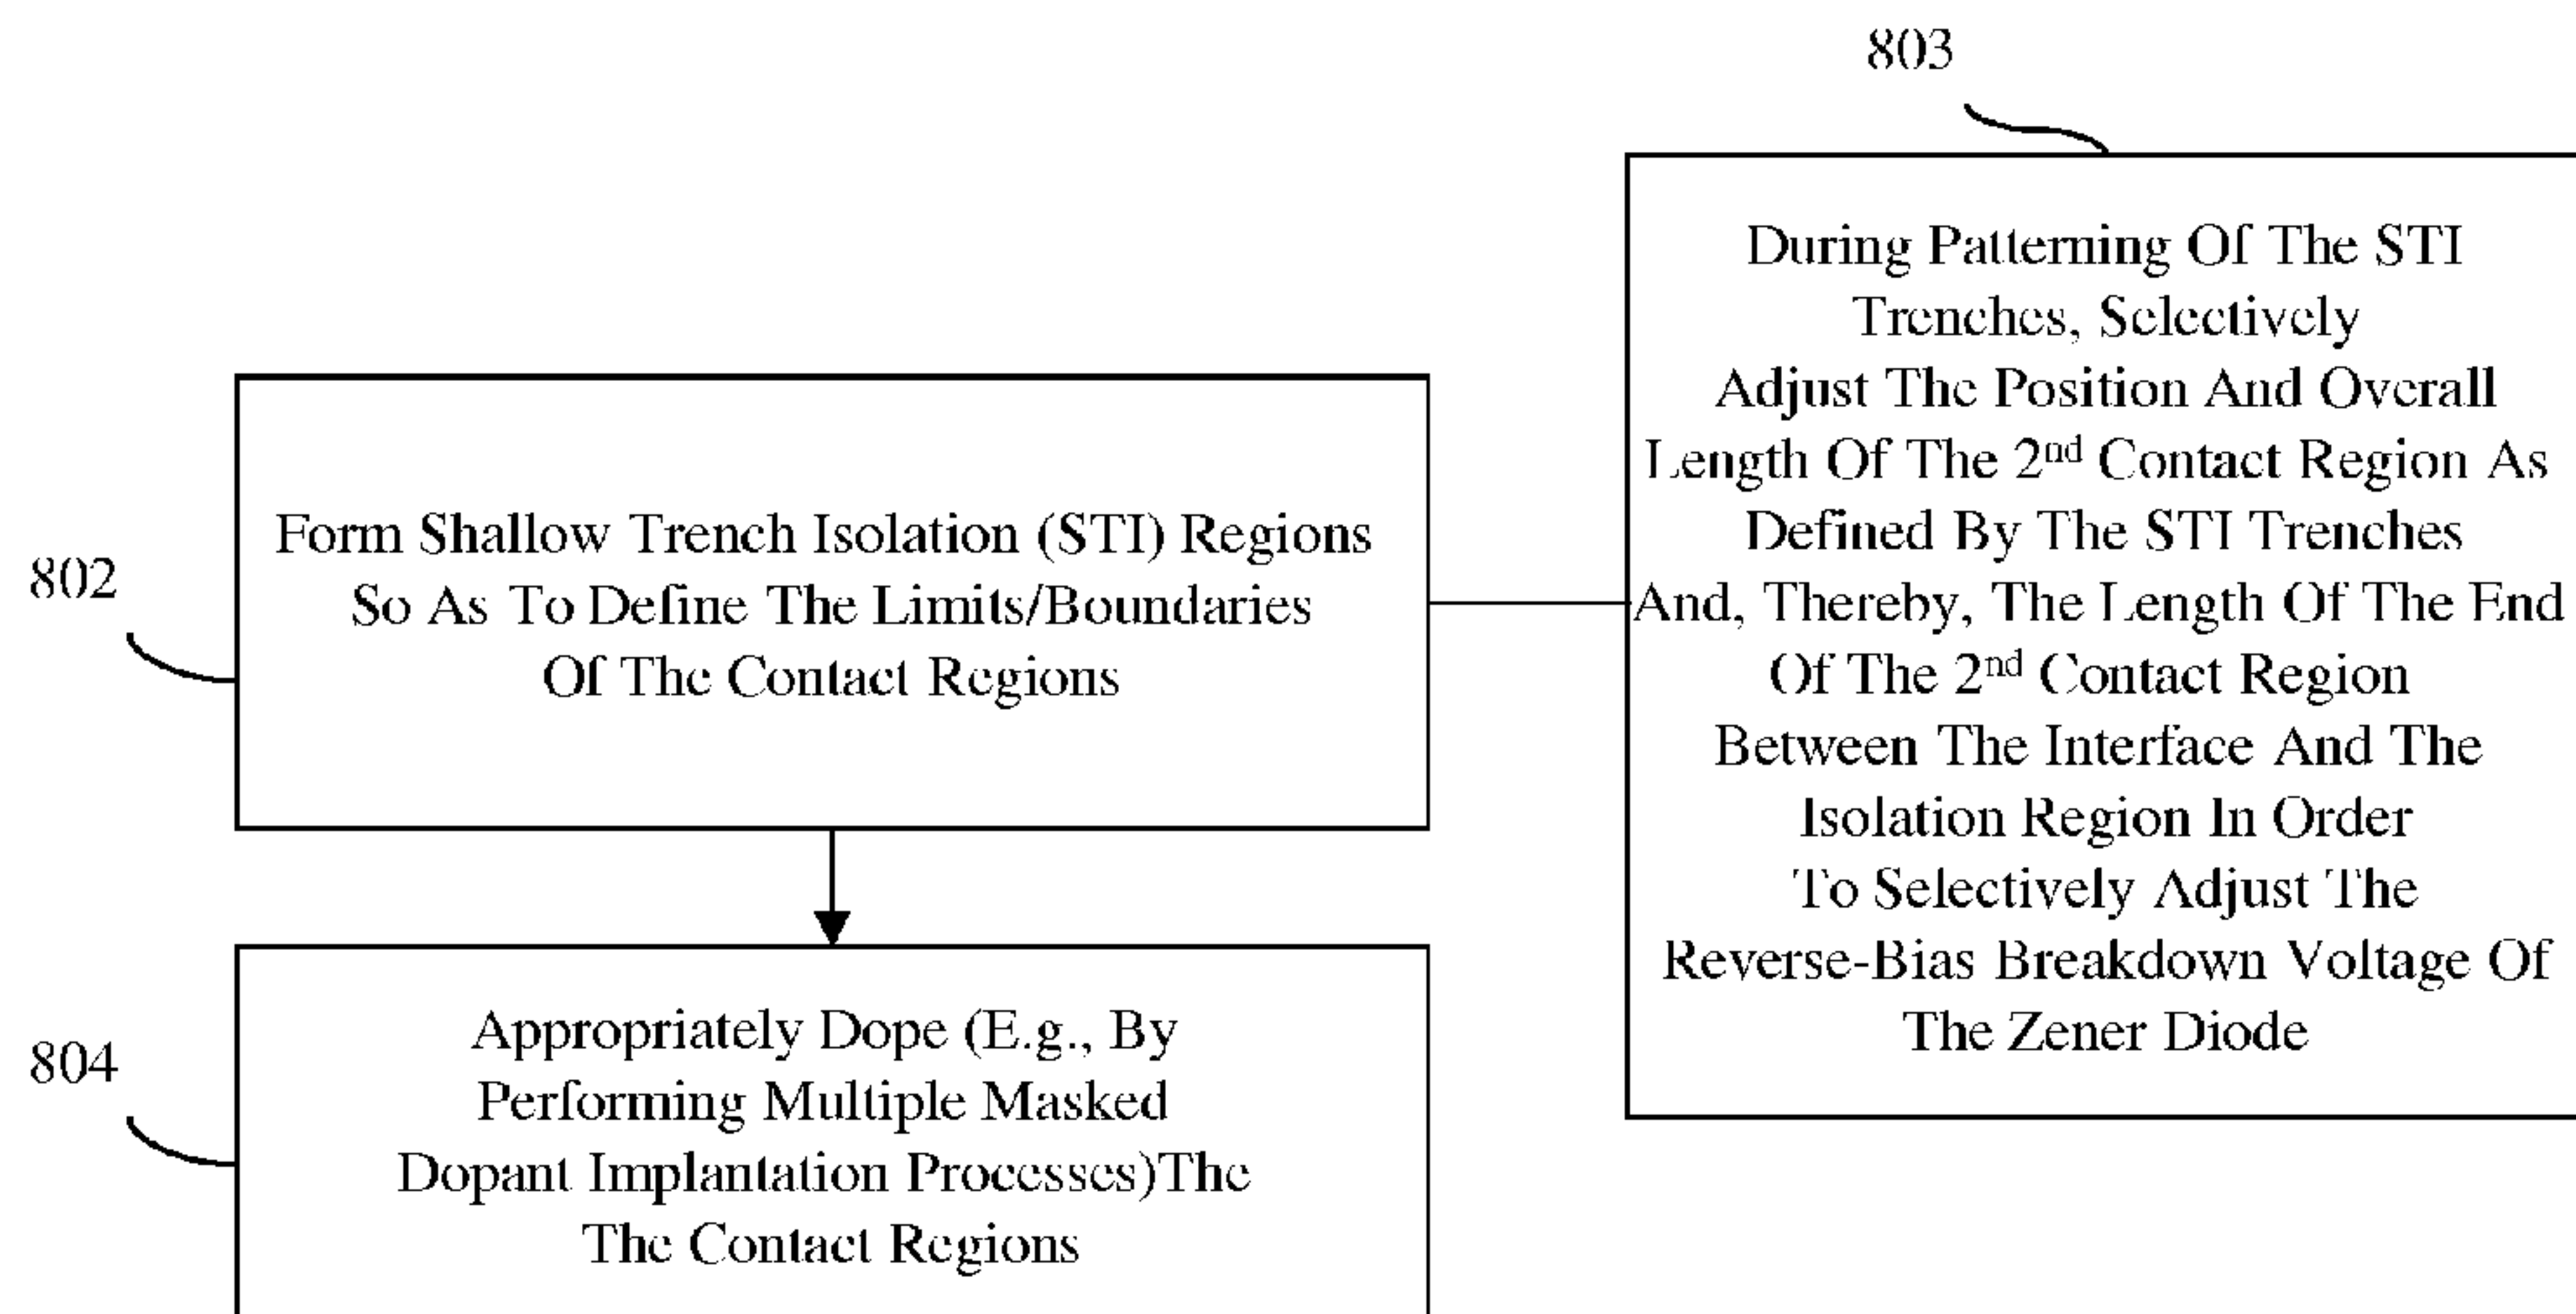 803
During Patterning Of The STI
Trenches, Selectively
Adjust The Position And Overall
Length Of The 2nd Contact Region As
Defined By The STI Trenches
And, Thereby, The Length Of The End
Of The 2nd Contact Region
Between The Interface And The
Isolation Region In Order
To Selectively Adjust The
Reverse-Bias Breakdown Voltage Of
The Zener Diode
802
Form Shallow Trench Isolation (STI) Regions
So As To Define The Limits/Boundaries
Of The Contact Regions
804
Appropriately Dope (E.g., By
Performing Multiple Masked
Dopant Implantation Processes)The
The Contact Regions